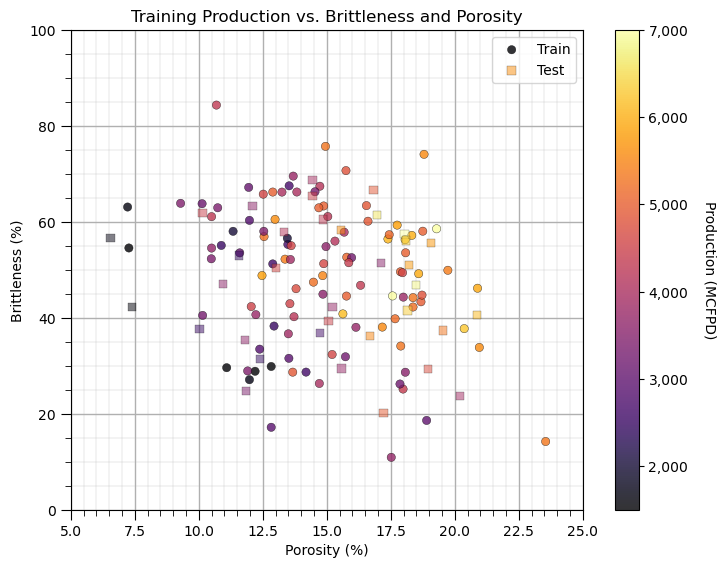 Training Production vs. Brittleness and Porosity
Train
Test
100
80
60
40
20
0
Brittleness (%)
5.0 7.5 10.0 12.5 15.0 17.5 20.0 22.5 25.0
Porosity (%)
7,000
6,000
5,000
4,000
3,000
2,000
Production (MCFPD)